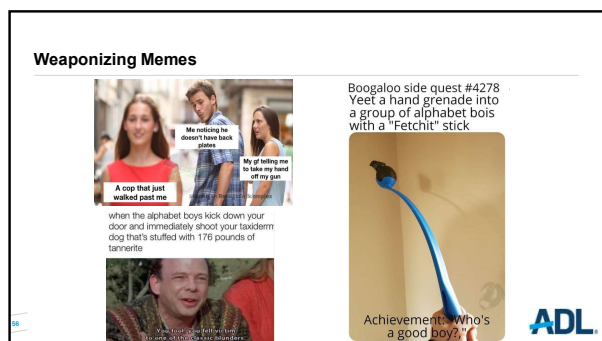 Weaponizing Memes
Me noticing he
doesn't have back
plates
My gf telling me
to take my hand
off my gun
A cop that just
walked past me
when the alphabet boys kick down your
door and immediately shoot your taxiderm
dog that's stuffed with 176 pounds of
tannerite
You fool, you fell victim
to one of the classic blunders
Boogaloo side quest #4278
Yeet a hand grenade into
a group of alphabet bois
with a "Fetchit" stick
Achievement: "Who's
a good boy?,"
66
ADL